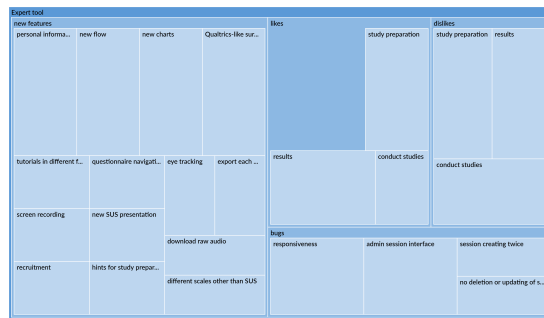 Expert tool
new features
personal informa...
new flow
new charts
Qualtrics-like sur...
tutorials in different f...
questionnaire navigati...
eye tracking
export each ...
screen recording
new SUS presentation
download raw audio
recruitment
hints for study prepar...
different scales other than SUS
likes
study preparation
results
conduct studies
dislikes
study preparation
results
conduct studies
bugs
responsiveness
admin session interface
session creating twice
no deletion or updating of s...